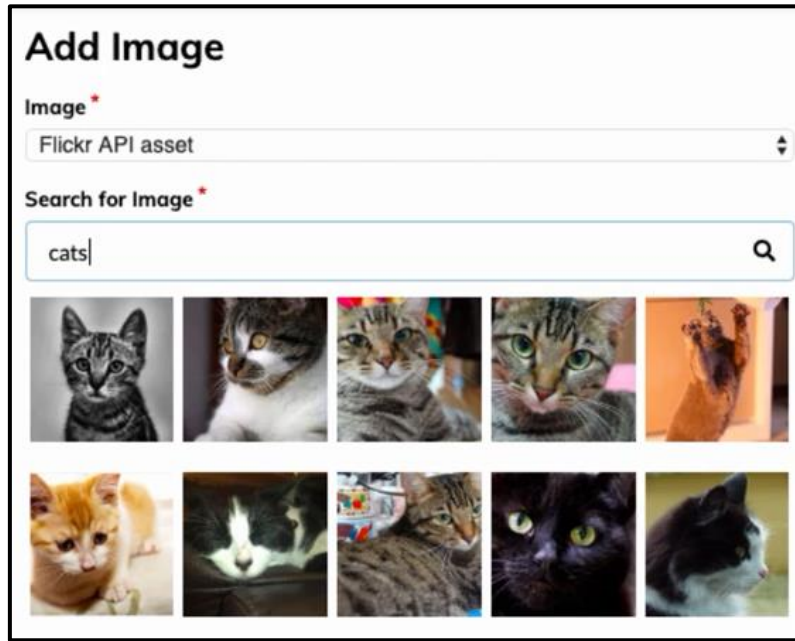 Add Image
Image *
Flickr API asset
Search for Image *
cats